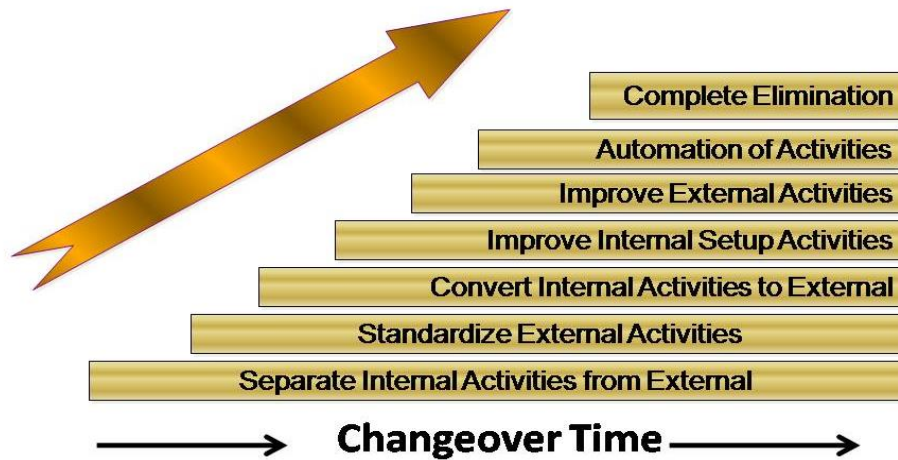 Complete Elimination
Automation of Activities
Improve External Activities
Improve Internal Setup Activities
Convert Internal Activities to External
Standardize External Activities
Separate Internal Activities from External
Changeover Time